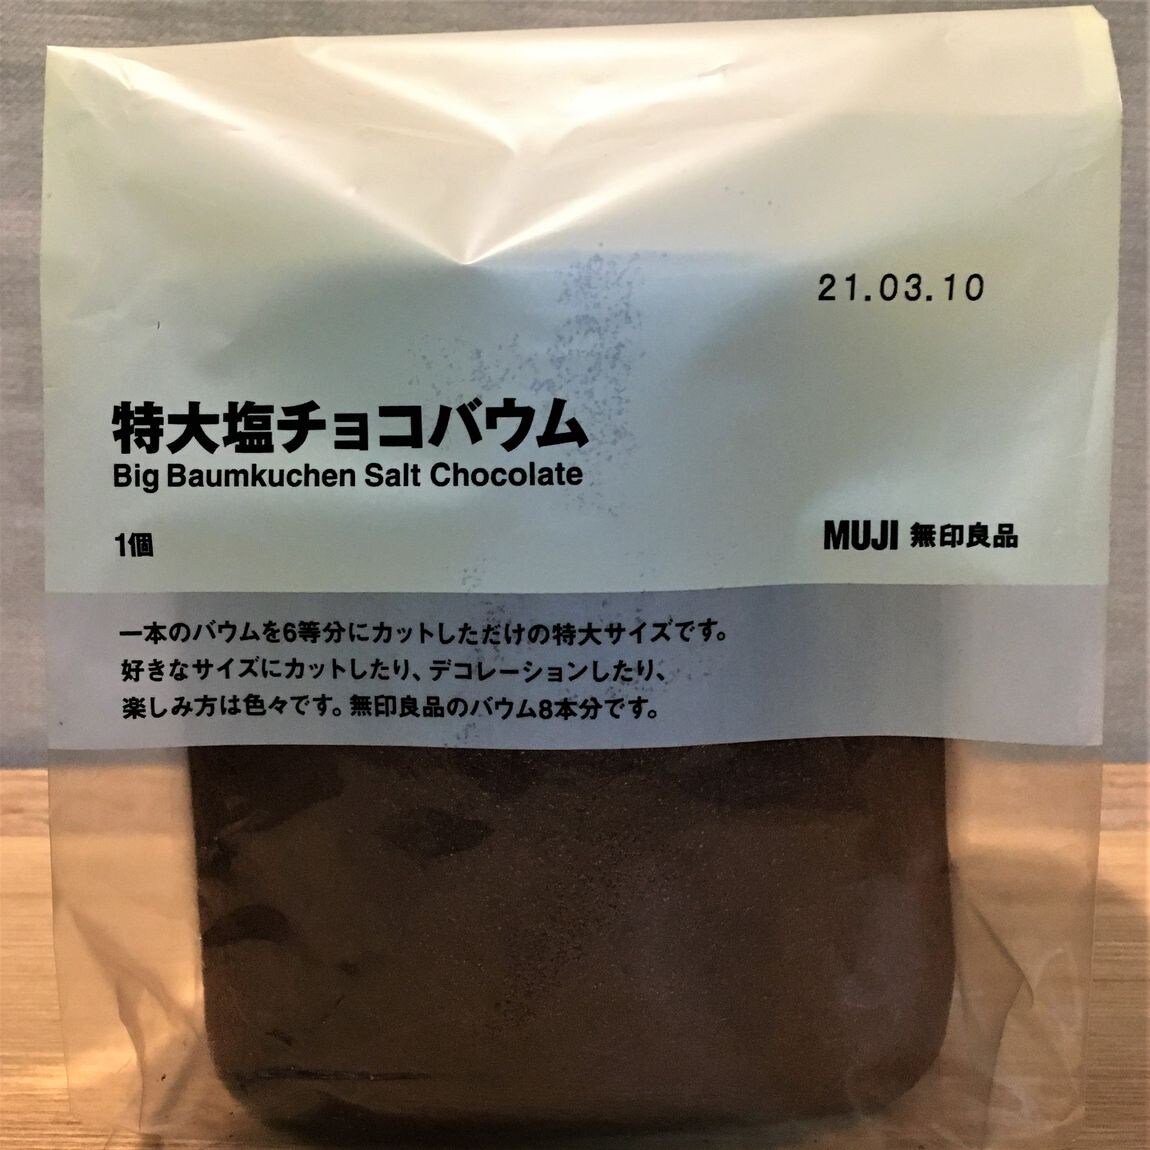 21.03.10
特大塩チョコバウム
Big Baumkuchen Salt Chocolate
1個
MUJI 無印良品
一本のバウムを6等分にカットしただけの特大サイズです。
好きなサイズにカットしたり、デコレーションしたり、
楽しみ方は色々です。無印良品のバウム8本分です。